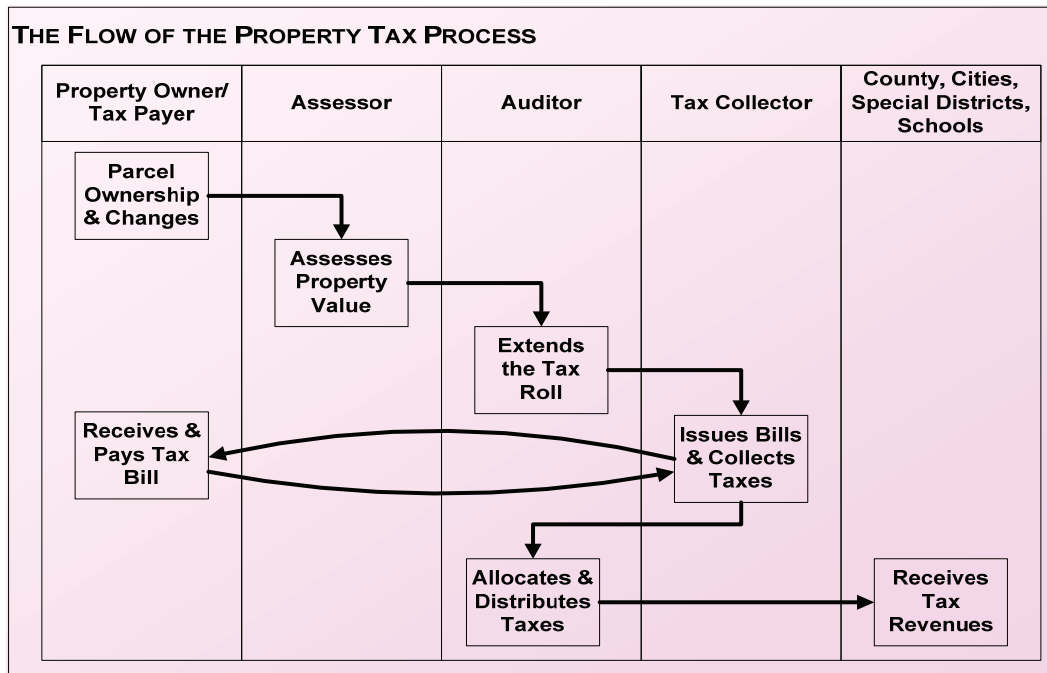 THE FLOW OF THE PROPERTY TAX PROCESS
Property Owner/
Tax Payer
Assessor
Auditor
Tax Collector
County, Cities,
Special Districts,
Schools
Parcel
Ownership
& Changes
Assesses
Property
Value
Extends
the Tax
Roll
Receives &
Pays Tax
Bill
Issues Bills
& Collects
Taxes
Allocates &
Distributes
Taxes
Receives
Tax
Revenues